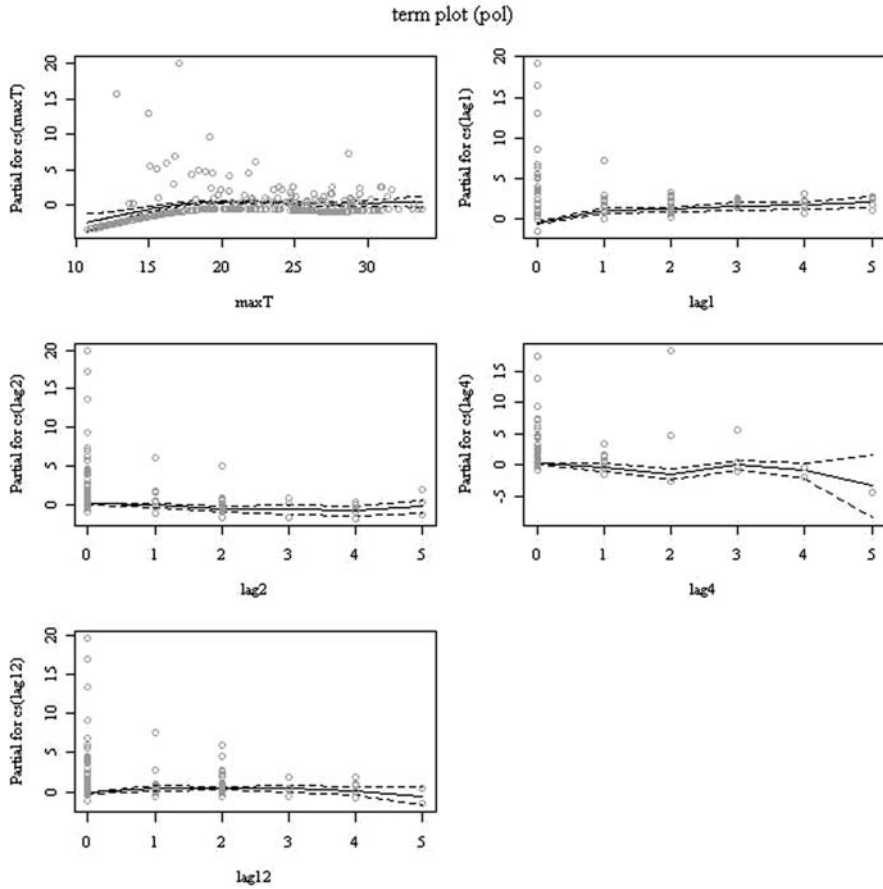 term plot (pol)
Partial for cs(maxT)
20
15
10
5
0
10 15 20 25 30
maxT
Partial for cs(lag1)
20
15
10
5
0
0 1 2 3 4 5
lag1
Partial for cs(lag2)
20
15
10
5
0
0 1 2 3 4 5
lag2
Partial for cs(lag4)
15
10
5
0
-5
0 1 2 3 4 5
lag4
Partial for cs(lag12)
20
15
10
5
0
0 1 2 3 4 5
lag12